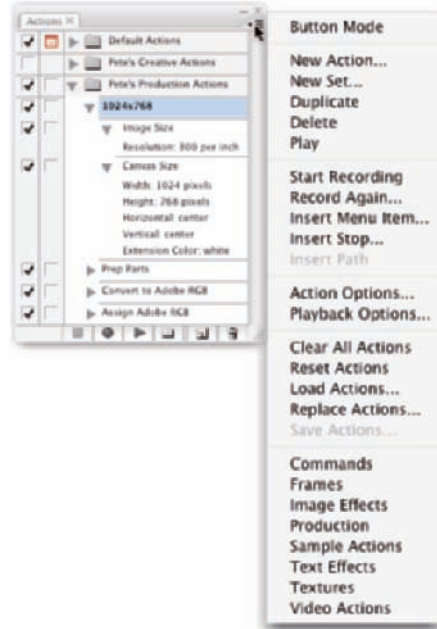 Actions
Default Actions
Pete's Creative Actions
Pete's Production Actions
1024x768
Image Size
Resolution: 300 per inch
Canvas Size
Width: 1024 pixels
Height: 768 pixels
Horizontal: center
Vertical: center
Extension Color: white
Prep Parts
Convert to Adobe RGB
Assign Adobe RGB
Button Mode
New Action...
New Set...
Duplicate
Delete
Play
Start Recording
Record Again...
Insert Menu Item...
Insert Stop...
Insert Path
Action Options...
Playback Options...
Clear All Actions
Reset Actions
Load Actions...
Replace Actions...
Save Actions...
Commands
Frames
Image Effects
Production
Sample Actions
Text Effects
Textures
Video Actions